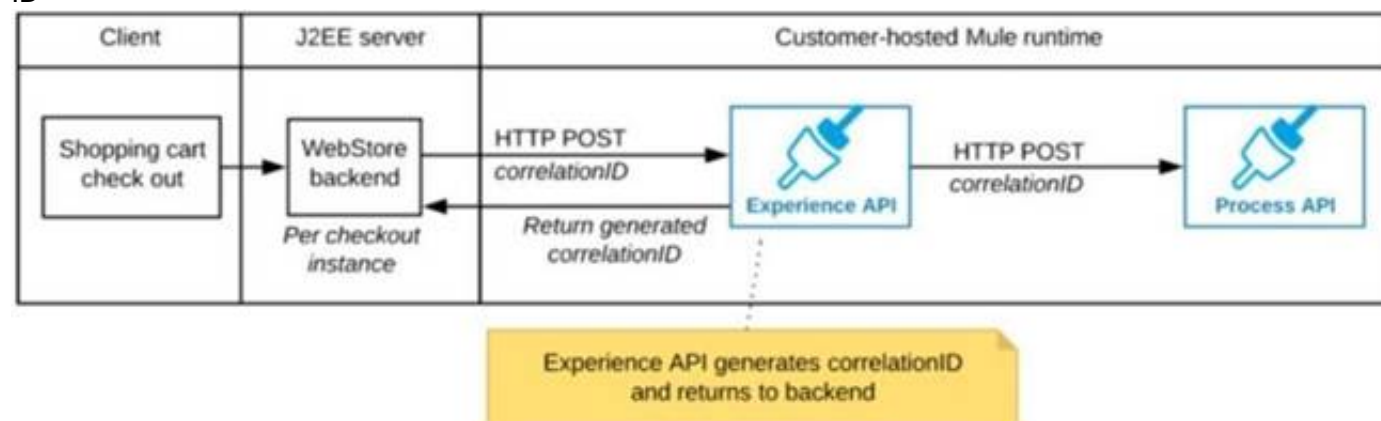 ID
Client
J2EE server
Customer-hosted Mule runtime
Shopping cart
check out
WebStore
backend
Per checkout
instance
HTTP POST
correlationID
Return generated
correlationID
Experience API
HTTP POST
correlationID
Process API
Experience API generates correlationID
and returns to backend